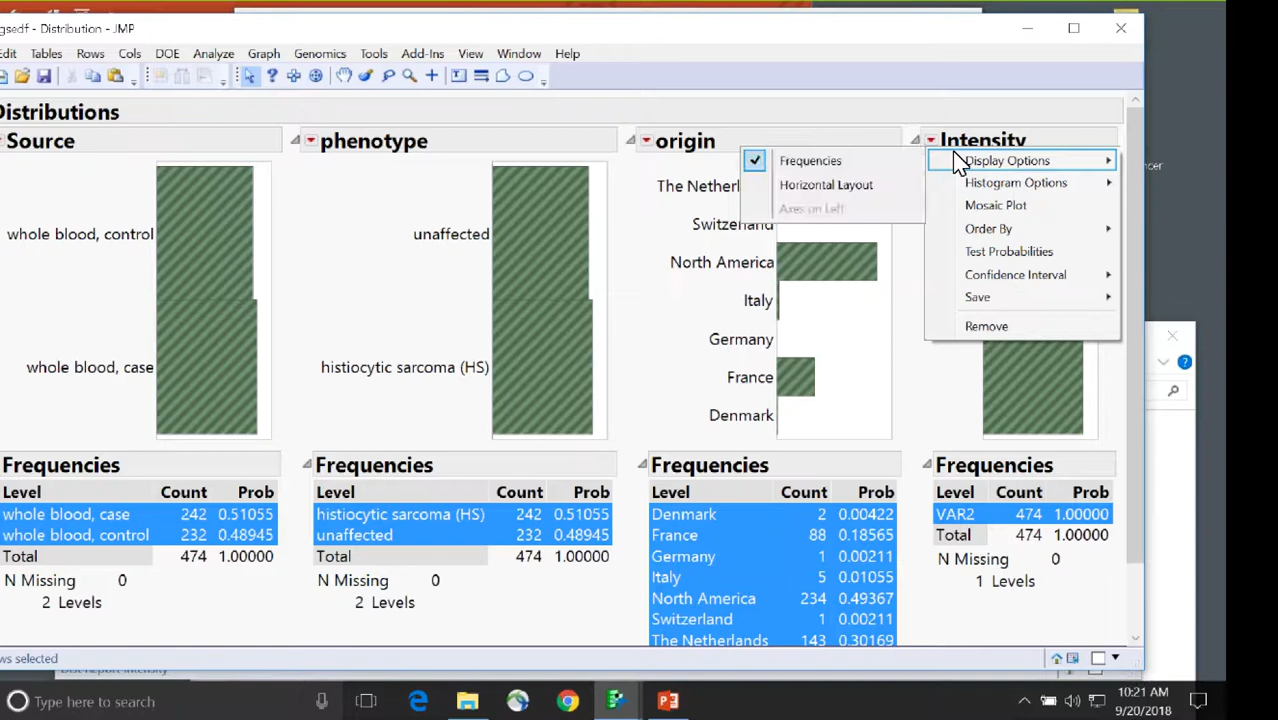 gsedf - Distribution - JMP
Edit Tables Rows Cols DOE Analyze Graph Genomics Tools Add-Ins View Window Help
Distributions
Source
phenotype
origin
Intensity
whole blood, control
whole blood, case
unaffected
histiocytic sarcoma (HS)
The Netherl
Switzerland
North America
Italy
Germany
France
Denmark
Frequencies
Horizontal Layout
Axes on Left
Display Options
Histogram Options
Mosaic Plot
Order By
Test Probabilities
Confidence Interval
Save
Remove
ncer
Frequencies
Level Count Prob
whole blood, case 242 0.51055
whole blood, control 232 0.48945
Total 474 1.00000
N Missing 0
2 Levels
Frequencies
Level Count Prob
histiocytic sarcoma (HS) 242 0.51055
unaffected 232 0.48945
Total 474 1.00000
N Missing 0
2 Levels
Frequencies
Level Count Prob
Denmark 2 0.00422
France 88 0.18565
Germany 1 0.00211
Italy 5 0.01055
North America 234 0.49367
Switzerland 1 0.00211
The Netherlands 143 0.30169
Frequencies
Level Count Prob
VAR2 474 1.00000
Total 474 1.00000
N Missing 0
1 Levels
ws selected
Type here to search
10:21 AM
9/20/2018